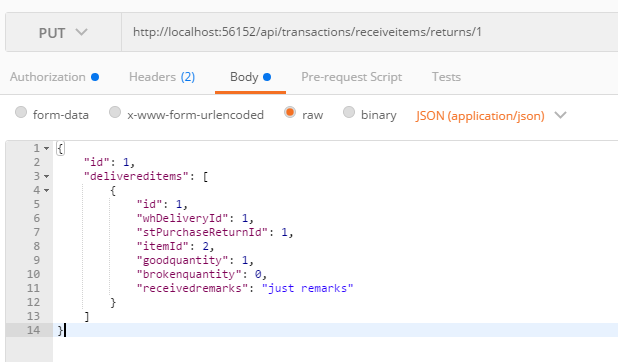 PUT http://localhost:56152/api/transactions/receiveitems/returns/1
Authorization Headers (2) Body Pre-request Script Tests
form-data x-www-form-urlencoded raw binary JSON (application/json)
1 {
2 "id": 1,
3 "delivereditems": [
4 {
5 "id": 1,
6 "whDeliveryId": 1,
7 "stPurchaseReturnId": 1,
8 "itemId": 2,
9 "goodquantity": 1,
10 "brokenquantity": 0,
11 "receivedremarks": "just remarks"
12 }
13 ]
14 }